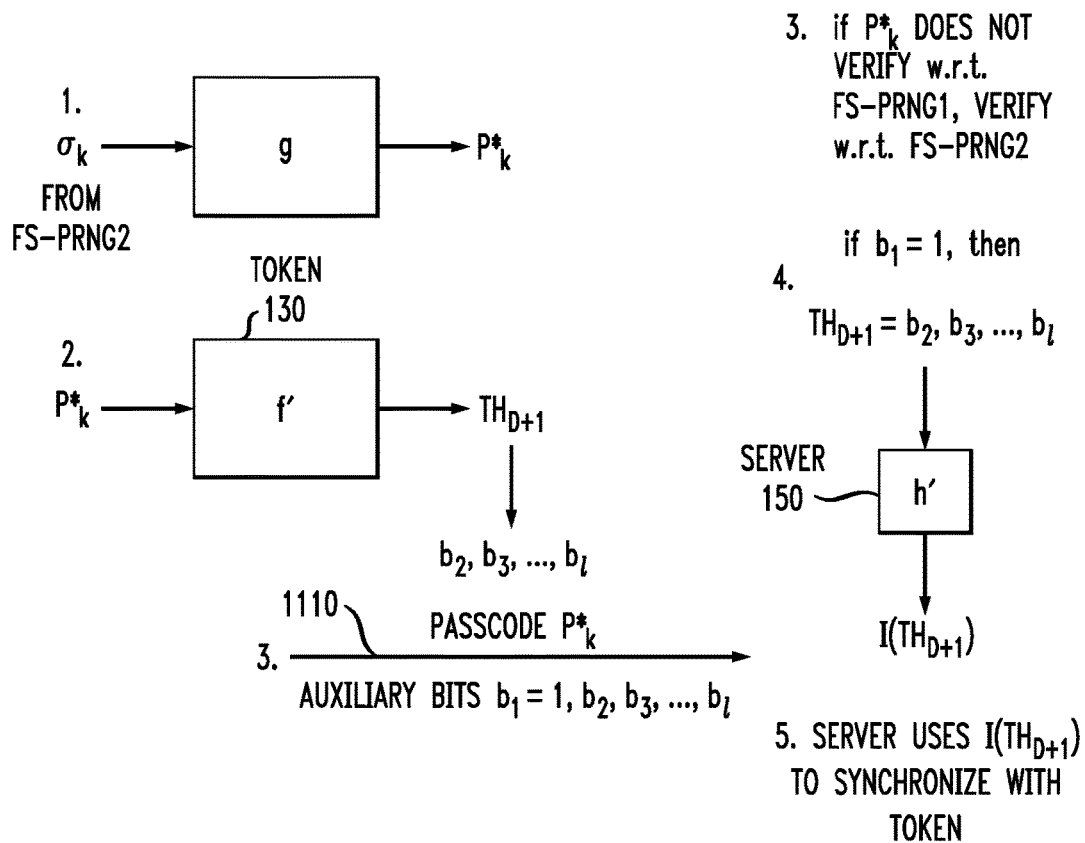 1.
σk
FROM
FS-PRNG2
g
P*k
TOKEN
130
2.
P*k
f′
THD+1
b2, b3, ..., bl
1110
PASSCODE P*k
3.
AUXILIARY BITS b1 = 1, b2, b3, ..., bl
3. if P*k DOES NOT
VERIFY w.r.t.
FS-PRNG1, VERIFY
w.r.t. FS-PRNG2
if b1 = 1, then
4.
THD+1 = b2, b3, ..., bl
SERVER
150
h′
I(THD+1)
5. SERVER USES I(THD+1)
TO SYNCHRONIZE WITH
TOKEN